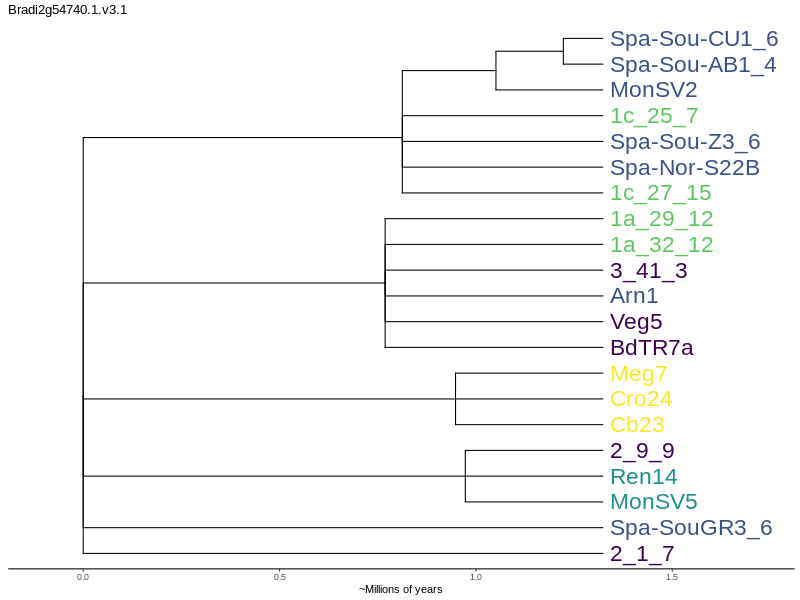 Bradi2g54740.1.v3.1
Spa-Sou-CU1_6
Spa-Sou-AB1_4
MonSV2
1c_25_7
Spa-Sou-Z3_6
Spa-Nor-S22B
1c_27_15
1a_29_12
1a_32_12
3_41_3
Arn1
Veg5
BdTR7a
Meg7
Cro24
Cb23
2_9_9
Ren14
MonSV5
Spa-SouGR3_6
2_1_7
0.0 0.5 1.0 1.5
~Millions of years